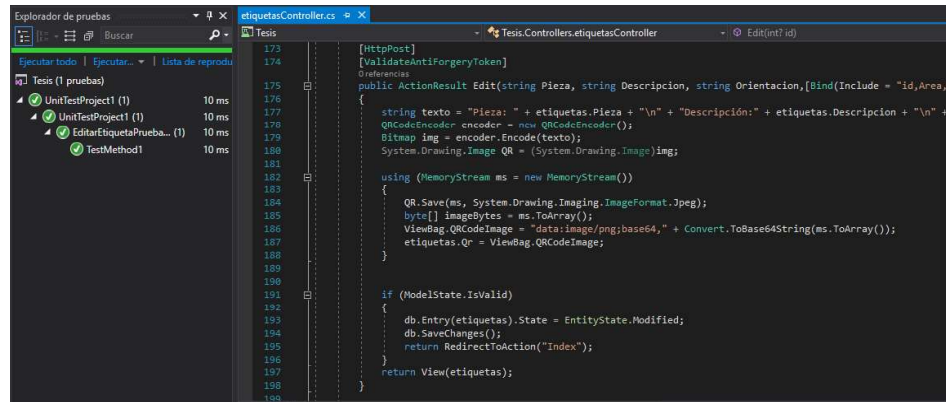 Explorador de pruebas
Buscar
Ejecutar todo | Ejecutar... | Lista de reprodu
Tesis (1 pruebas)
UnitTestProject1 (1) 10 ms
UnitTestProject1 (1) 10 ms
EditarEtiquetaPrueba... (1) 10 ms
TestMethod1 10 ms
etiquetasController.cs
Tesis Tesis.Controllers.etiquetasController Edit(int? id)
173 [HttpPost]
174 [ValidateAntiForgeryToken]
0 referencias
175 public ActionResult Edit(string Pieza, string Descripcion, string Orientacion,[Bind(Include = "id,Area,
176 {
177 string texto = "Pieza: " + etiquetas.Pieza + "\n" + "Descripción:" + etiquetas.Descripcion + "\n" +
178 QRCodeEncoder encoder = new QRCodeEncoder();
179 Bitmap img = encoder.Encode(texto);
180 System.Drawing.Image QR = (System.Drawing.Image)img;
181
182 using (MemoryStream ms = new MemoryStream())
183 {
184 QR.Save(ms, System.Drawing.Imaging.ImageFormat.Jpeg);
185 byte[] imageBytes = ms.ToArray();
186 ViewBag.QRCodeImage = "data:image/png;base64," + Convert.ToBase64String(ms.ToArray());
187 etiquetas.Qr = ViewBag.QRCodeImage;
188 }
189
190
191 if (ModelState.IsValid)
192 {
193 db.Entry(etiquetas).State = EntityState.Modified;
194 db.SaveChanges();
195 return RedirectToAction("Index");
196 }
197 return View(etiquetas);
198 }
199